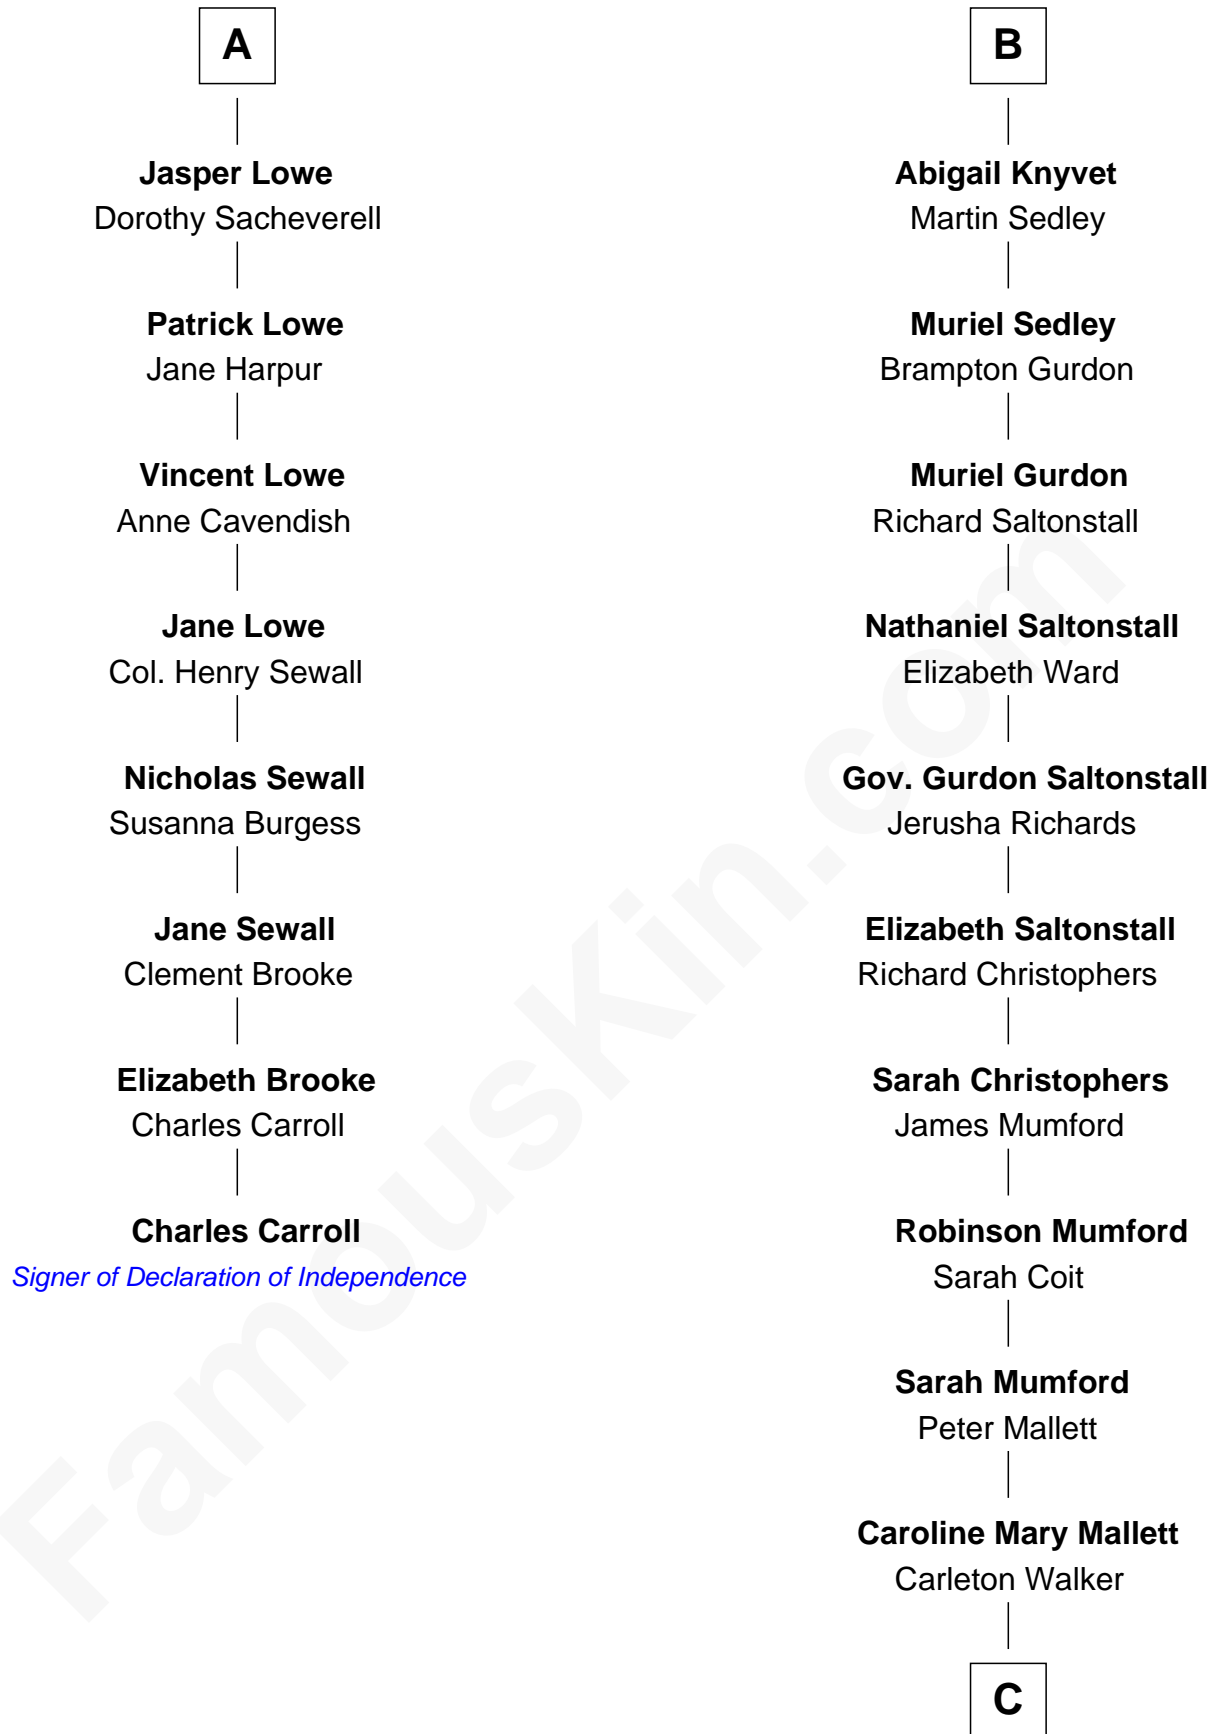 A
Jasper Lowe
Dorothy Sacheverell
Patrick Lowe
Jane Harpur
Vincent Lowe
Anne Cavendish
Jane Lowe
Col. Henry Sewall
Nicholas Sewall
Susanna Burgess
Jane Sewall
Clement Brooke
Elizabeth Brooke
Charles Carroll
Charles Carroll
Signer of Declaration of Independence
B
Abigail Knyvet
Martin Sedley
Muriel Sedley
Brampton Gurdon
Muriel Gurdon
Richard Saltonstall
Nathaniel Saltonstall
Elizabeth Ward
Gov. Gurdon Saltonstall
Jerusha Richards
Elizabeth Saltonstall
Richard Christophers
Sarah Christophers
James Mumford
Robinson Mumford
Sarah Coit
Sarah Mumford
Peter Mallett
Caroline Mary Mallett
Carleton Walker
C
FamousKin.com